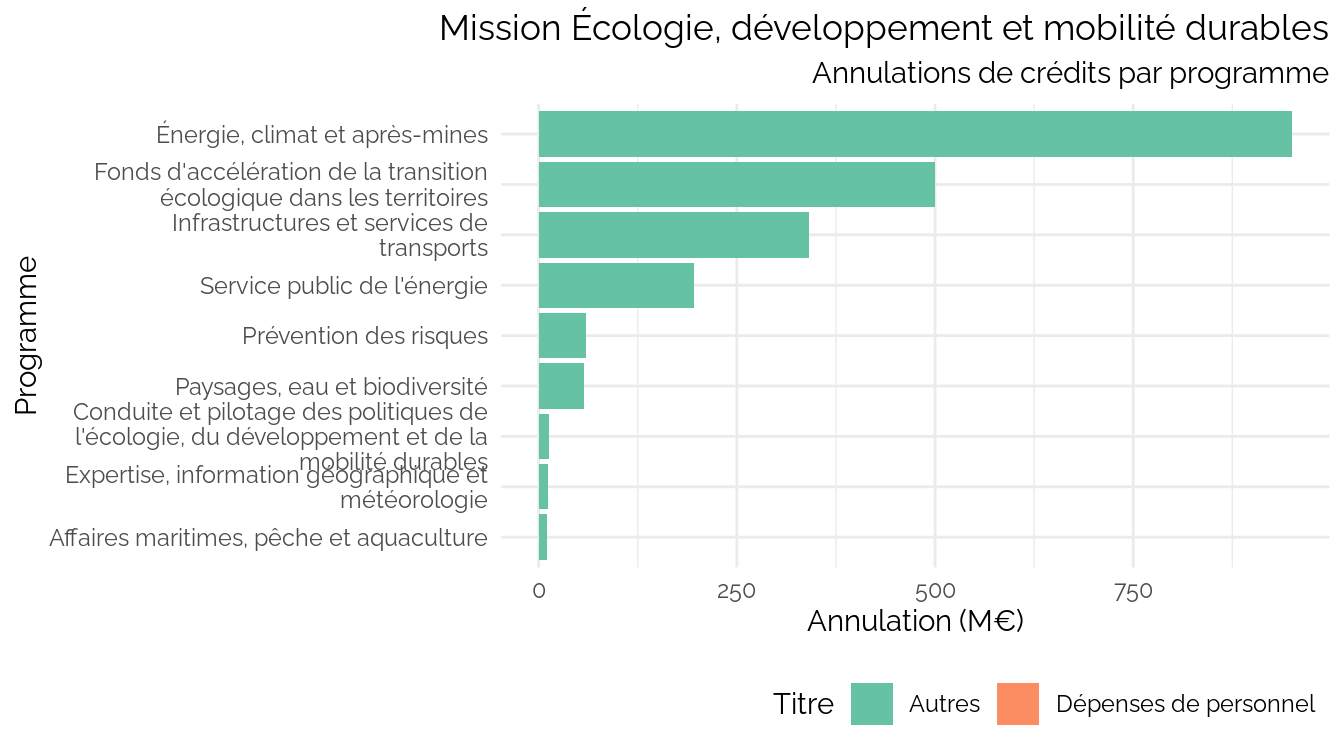 Mission Écologie, développement et mobilité durables
Annulations de crédits par programme
Programme
Énergie, climat et après-mines
Fonds d'accélération de la transition
écologique dans les territoires
Infrastructures et services de
transports
Service public de l'énergie
Prévention des risques
Paysages, eau et biodiversité
Conduite et pilotage des politiques de
l'écologie, du développement et de la
mobilité durables
Expertise, information géographique et
météorologie
Affaires maritimes, pêche et aquaculture
0 250 500 750
Annulation (M€)
Titre Autres Dépenses de personnel